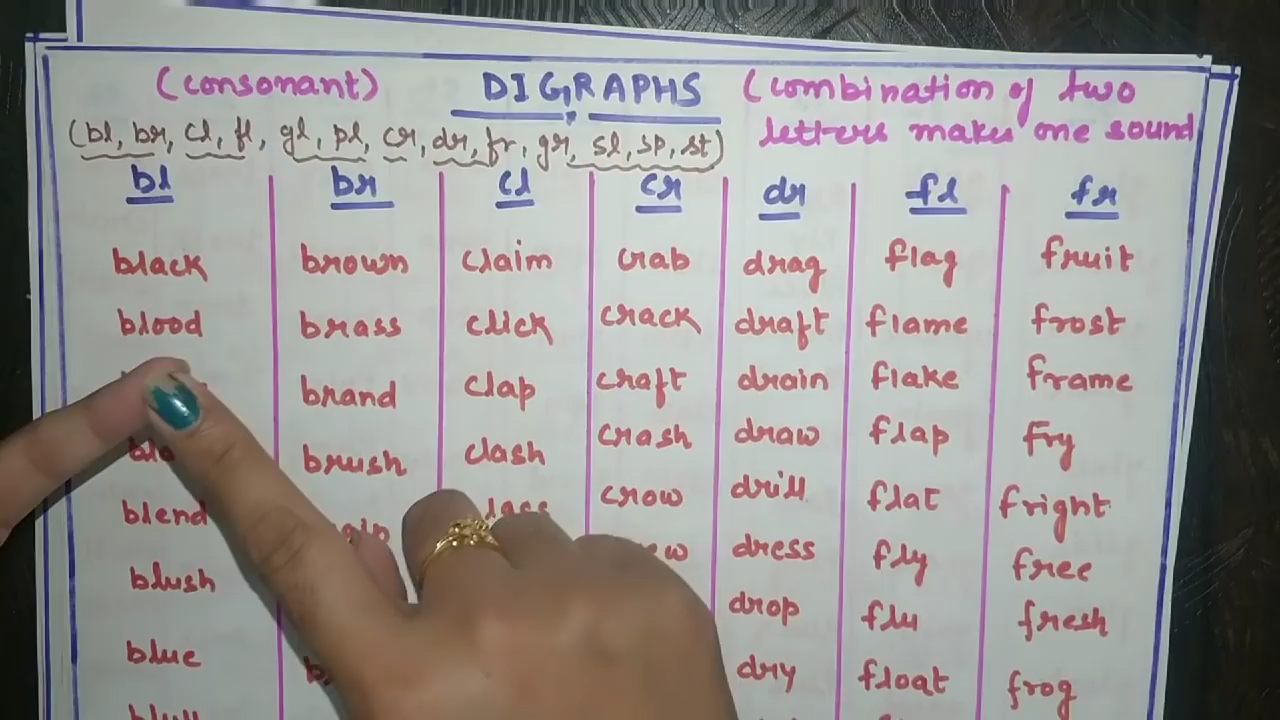 (consonant) DIGRAPHS (combination of two
(bl, br, cl, fl, gl, pl, cr, dr, fr, gr, sl, sp, st) letters makes one sound
bl br cl cr dr fl fr
black brown claim crab drag flag fruit
blood brass click crack draft flame frost
brand clap craft drain flake frame
brush clash crash draw flap fry
blend crow drill flat fright
blush dress fly free
blue drop flu fresh
dry float frog